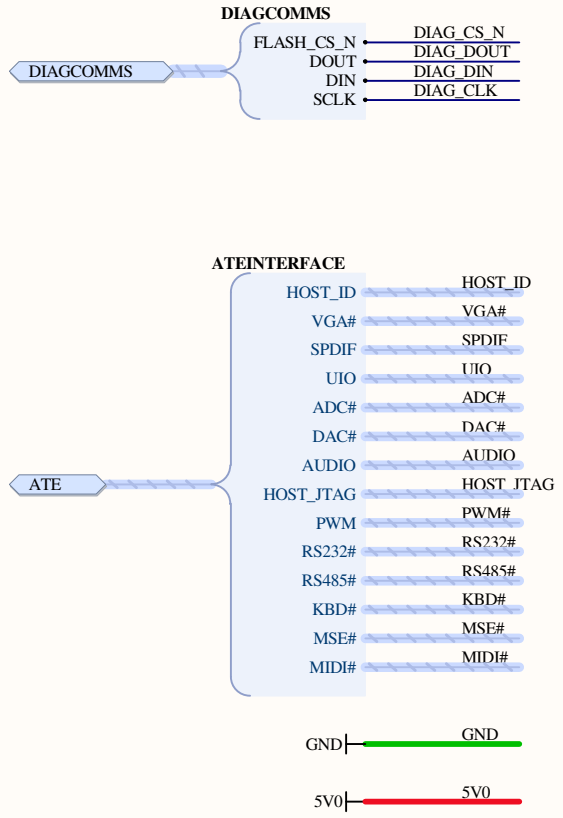 DIAGCOMMS
FLASH_CS_N DIAG_CS_N
DOUT DIAG_DOUT
DIAGCOMMS DIN DIAG_DIN
SCLK DIAG_CLK
ATEINTERFACE
HOST_ID HOST_ID
VGA# VGA#
SPDIF SPDIF
UIO UIO
ADC# ADC#
DAC# DAC#
AUDIO AUDIO
ATE HOST_JTAG HOST_JTAG
PWM PWM#
RS232# RS232#
RS485# RS485#
KBD# KBD#
MSE# MSE#
MIDI# MIDI#
GND GND
5V0 5V0